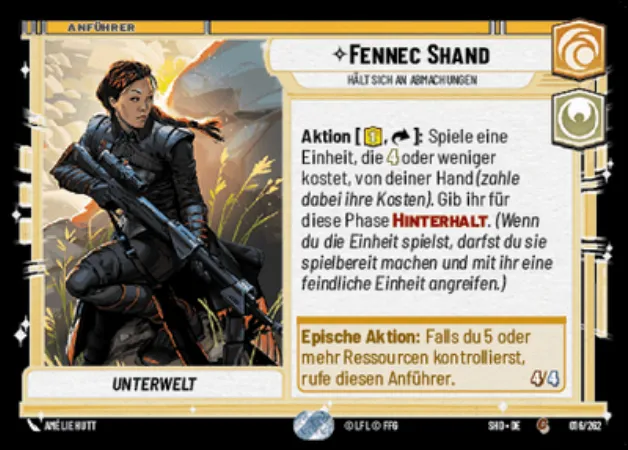 ANFÜHRER
FENNEC SHAND
HÄLT SICH AN ABMACHUNGEN
Aktion [1, ]: Spiele eine
Einheit, die 4 oder weniger
kostet, von deiner Hand (zahle
dabei ihre Kosten). Gib ihr für
diese Phase HINTERHALT. (Wenn
du die Einheit spielst, darfst du sie
spielbereit machen und mit ihr eine
feindliche Einheit angreifen.)
Epische Aktion: Falls du 5 oder
mehr Ressourcen kontrollierst,
rufe diesen Anführer.
4/4
UNTERWELT
AMÉLIE HUTT
© LFL © FFG
SHD • DE
016/262